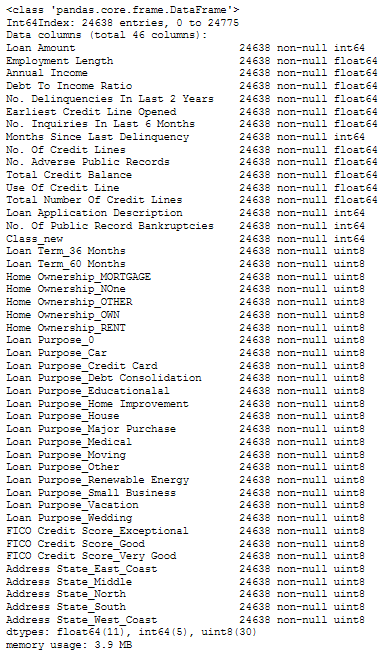 <class 'pandas.core.frame.DataFrame'>
Int64Index: 24638 entries, 0 to 24775
Data columns (total 46 columns):
Loan Amount 24638 non-null int64
Employment Length 24638 non-null float64
Annual Income 24638 non-null float64
Debt To Income Ratio 24638 non-null float64
No. Delinquencies In Last 2 Years 24638 non-null float64
Earliest Credit Line Opened 24638 non-null float64
No. Inquiries In Last 6 Months 24638 non-null float64
Months Since Last Delinquency 24638 non-null int64
No. Of Credit Lines 24638 non-null float64
No. Adverse Public Records 24638 non-null float64
Total Credit Balance 24638 non-null float64
Use Of Credit Line 24638 non-null float64
Total Number Of Credit Lines 24638 non-null float64
Loan Application Description 24638 non-null int64
No. Of Public Record Bankruptcies 24638 non-null int64
Class_new 24638 non-null int64
Loan Term_36 Months 24638 non-null uint8
Loan Term_60 Months 24638 non-null uint8
Home Ownership_MORTGAGE 24638 non-null uint8
Home Ownership_NOne 24638 non-null uint8
Home Ownership_OTHER 24638 non-null uint8
Home Ownership_OWN 24638 non-null uint8
Home Ownership_RENT 24638 non-null uint8
Loan Purpose_0 24638 non-null uint8
Loan Purpose_Car 24638 non-null uint8
Loan Purpose_Credit Card 24638 non-null uint8
Loan Purpose_Debt Consolidation 24638 non-null uint8
Loan Purpose_Educationalal 24638 non-null uint8
Loan Purpose_Home Improvement 24638 non-null uint8
Loan Purpose_House 24638 non-null uint8
Loan Purpose_Major Purchase 24638 non-null uint8
Loan Purpose_Medical 24638 non-null uint8
Loan Purpose_Moving 24638 non-null uint8
Loan Purpose_Other 24638 non-null uint8
Loan Purpose_Renewable Energy 24638 non-null uint8
Loan Purpose_Small Business 24638 non-null uint8
Loan Purpose_Vacation 24638 non-null uint8
Loan Purpose_Wedding 24638 non-null uint8
FICO Credit Score_Exceptional 24638 non-null uint8
FICO Credit Score_Good 24638 non-null uint8
FICO Credit Score_Very Good 24638 non-null uint8
Address State_East_Coast 24638 non-null uint8
Address State_Middle 24638 non-null uint8
Address State_North 24638 non-null uint8
Address State_South 24638 non-null uint8
Address State_West_Coast 24638 non-null uint8
dtypes: float64(11), int64(5), uint8(30)
memory usage: 3.9 MB